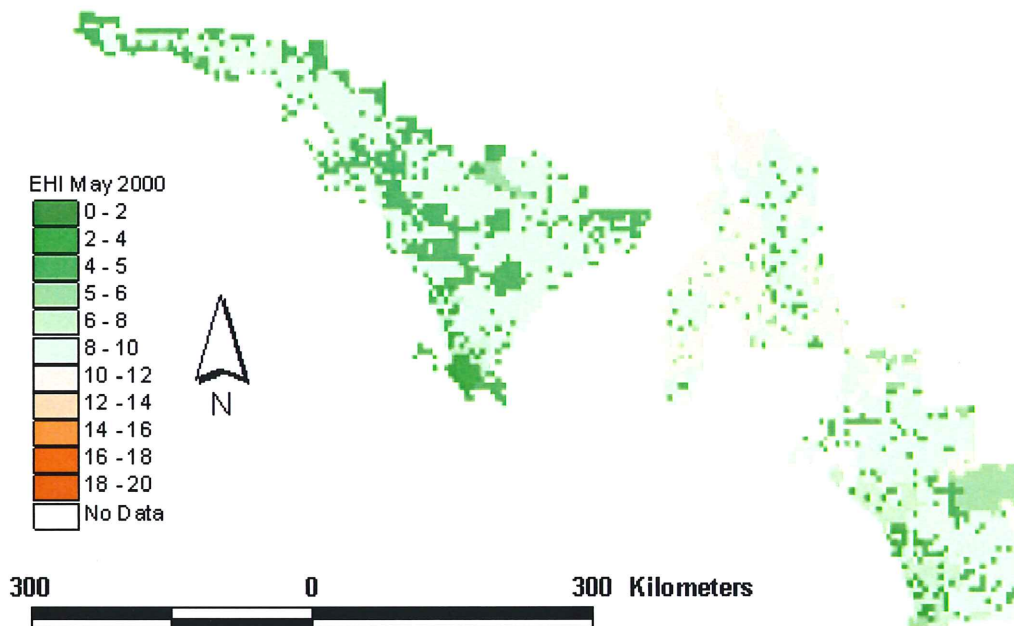 EHI May 2000
0 - 2
2 - 4
4 - 5
5 - 6
6 - 8
8 - 10
10 -12
12 - 14
14 - 16
16 -18
18 -20
No Data
N
300 0 300 Kilometers